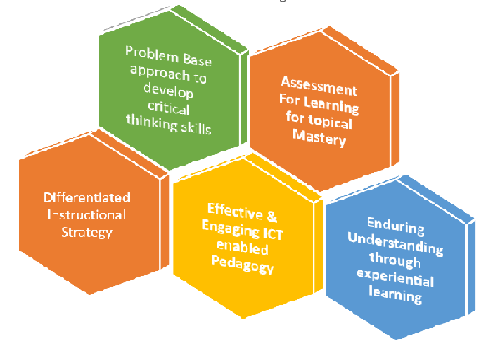 Problem Base
approach to
develop
critical
thinking skills
Assessment
For Learning
for topical
Mastery
Differentiated
Instructional
Strategy
Effective &
Engaging ICT
enabled
Pedagogy
Enduring
Understanding
through
experiential
learning